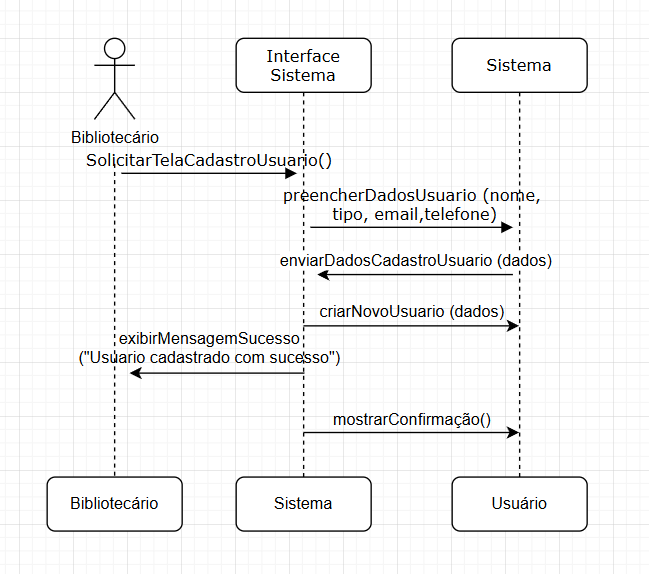 Interface
Sistema
Sistema
Bibliotecário
SolicitarTelaCadastroUsuario()
preencherDadosUsuario (nome,
tipo, email,telefone)
enviarDadosCadastroUsuario (dados)
criarNovoUsuario (dados)
exibirMensagemSucesso
("Usuario cadastrado com sucesso")
mostrarConfirmação()
Bibliotecário
Sistema
Usuário